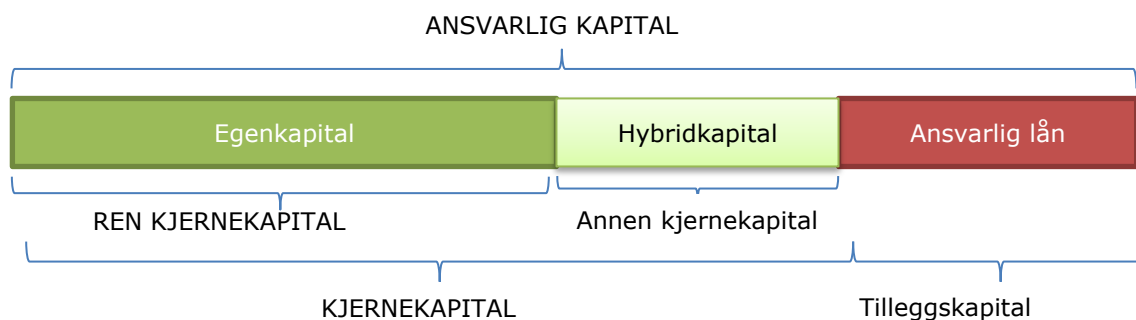 ANSVARLIG KAPITAL
Egenkapital
Hybridkapital
Ansvarlig lån
REN KJERNEKAPITAL
Annen kjernekapital
KJERNEKAPITAL
Tilleggskapital